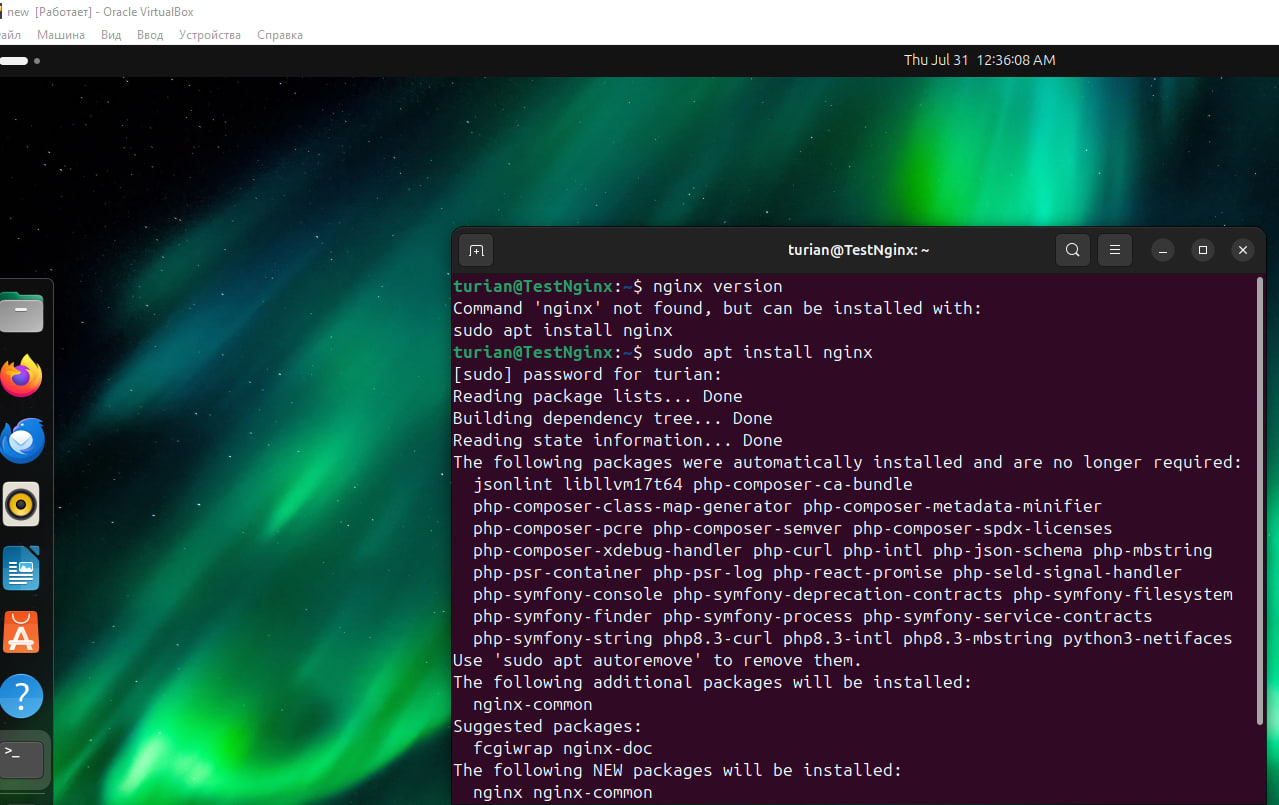 new [Работает] - Oracle VirtualBox
айл Машина Вид Ввод Устройства Справка
Thu Jul 31 12:36:08 AM
turian@TestNginx: ~
turian@TestNginx:~$ nginx version
Command 'nginx' not found, but can be installed with:
sudo apt install nginx
turian@TestNginx:~$ sudo apt install nginx
[sudo] password for turian:
Reading package lists... Done
Building dependency tree... Done
Reading state information... Done
The following packages were automatically installed and are no longer required:
jsonlint libllvm17t64 php-composer-ca-bundle
php-composer-class-map-generator php-composer-metadata-minifier
php-composer-pcre php-composer-semver php-composer-spdx-licenses
php-composer-xdebug-handler php-curl php-intl php-json-schema php-mbstring
php-psr-container php-psr-log php-react-promise php-seld-signal-handler
php-symfony-console php-symfony-deprecation-contracts php-symfony-filesystem
php-symfony-finder php-symfony-process php-symfony-service-contracts
php-symfony-string php8.3-curl php8.3-intl php8.3-mbstring python3-netifaces
Use 'sudo apt autoremove' to remove them.
The following additional packages will be installed:
nginx-common
Suggested packages:
fcgiwrap nginx-doc
The following NEW packages will be installed:
nginx nginx-common